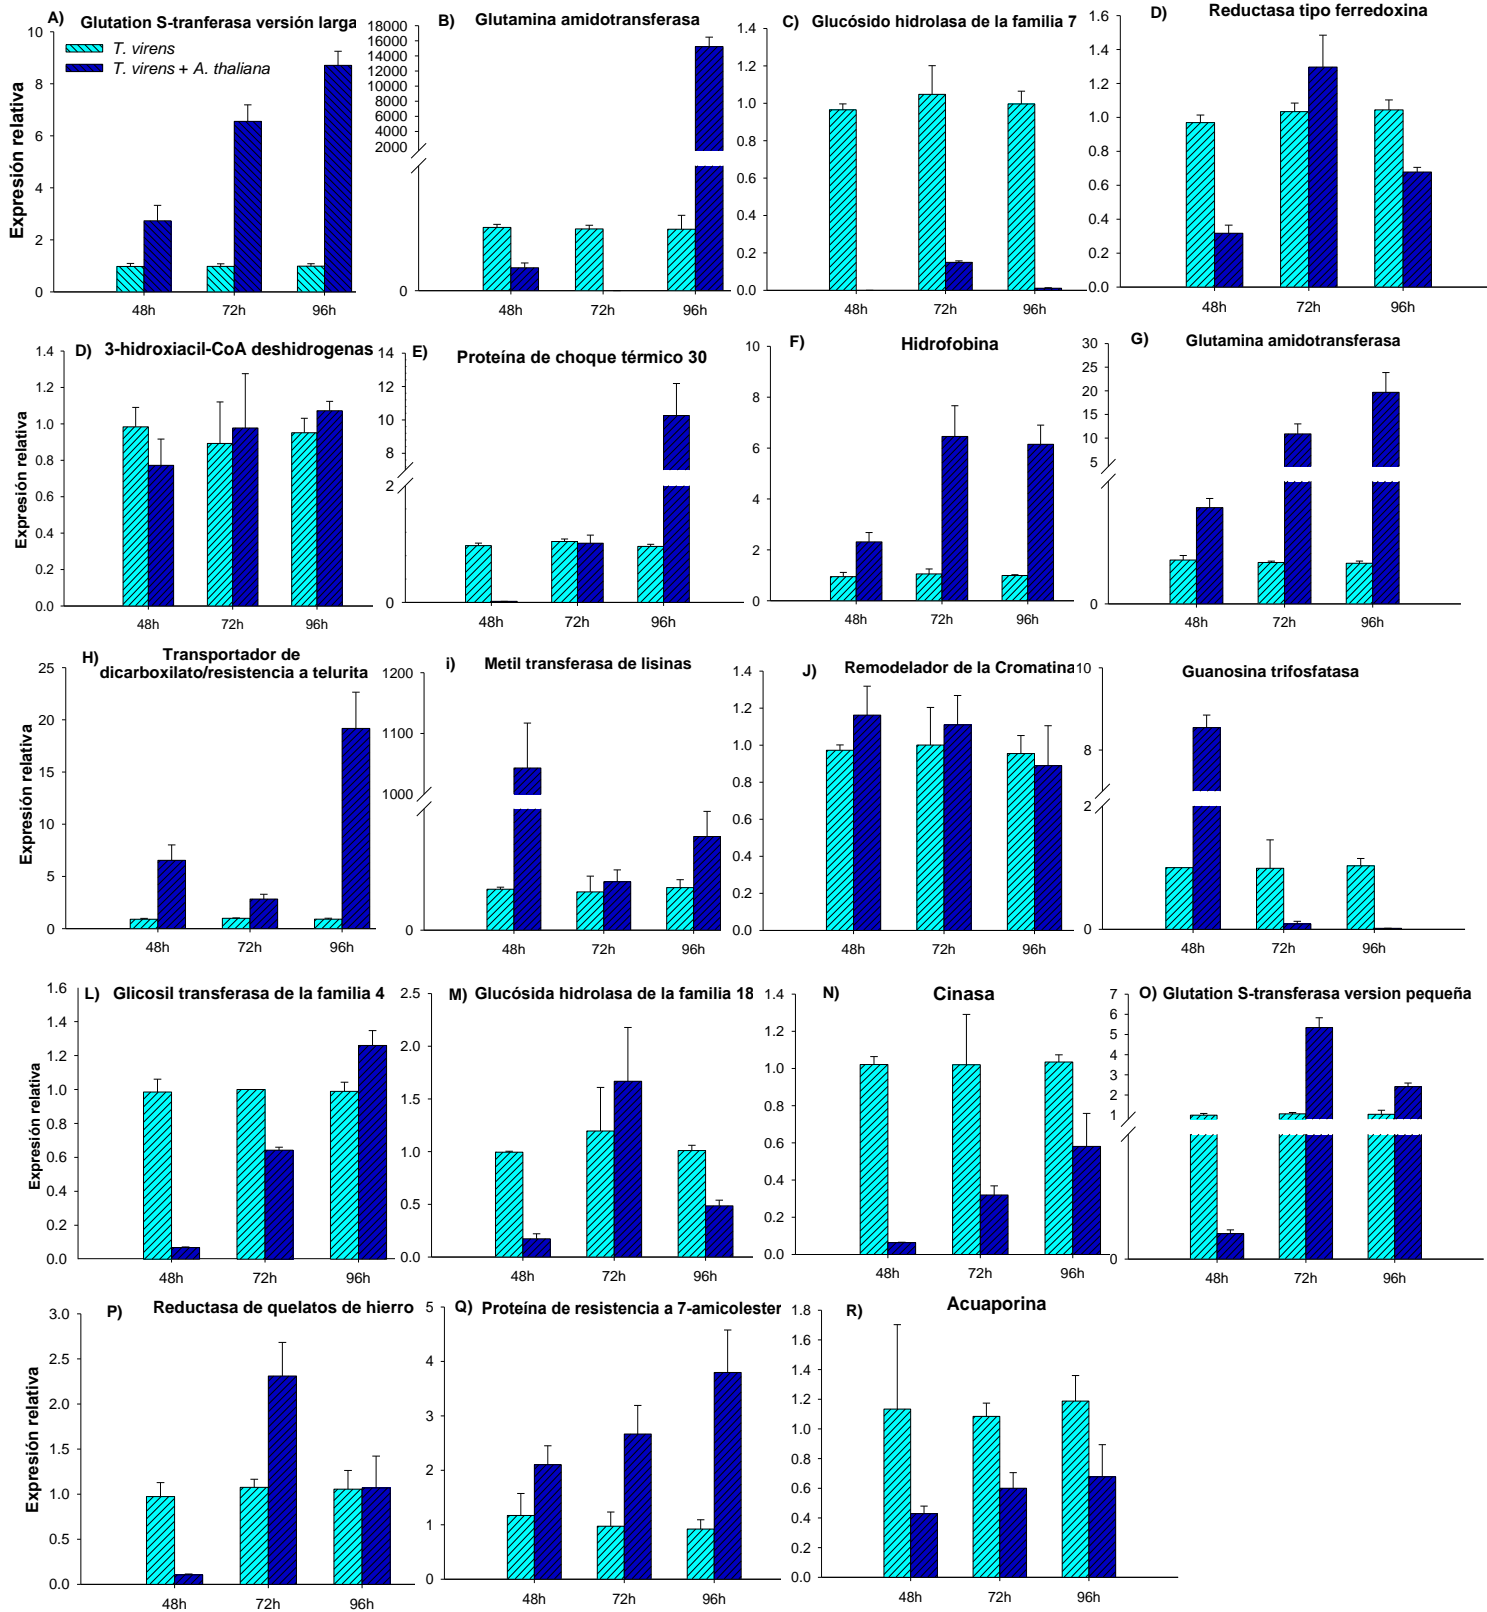 A) Glutation S-tranferasa versión larga
T. virens
T. virens + A. thaliana
Expresión relativa
10
8
6
4
2
0
48h 72h 96h
B) Glutamina amidotransferasa
18000
16000
14000
12000
10000
8000
6000
4000
2000
0
48h 72h 96h
C) Glucósido hidrolasa de la familia 7
1.4
1.2
1.0
0.8
0.6
0.4
0.2
0.0
48h 72h 96h
D) Reductasa tipo ferredoxina
1.6
1.4
1.2
1.0
0.8
0.6
0.4
0.2
0.0
48h 72h 96h
D) 3-hidroxiacil-CoA deshidrogenas
Expresión relativa
1.4
1.2
1.0
0.8
0.6
0.4
0.2
0.0
48h 72h 96h
E) Proteína de choque térmico 30
14
12
10
8
2
0
48h 72h 96h
F) Hidrofobina
10
8
6
4
2
0
48h 72h 96h
G) Glutamina amidotransferasa
30
25
20
15
10
5
0
48h 72h 96h
H) Transportador de
dicarboxilato/resistencia a telurita
Expresión relativa
25
20
15
10
5
0
48h 72h 96h
i) Metil transferasa de lisinas
1200
1100
1000
0
48h 72h 96h
J) Remodelador de la Cromatina
1.4
1.2
1.0
0.8
0.6
0.4
0.2
0.0
48h 72h 96h
Guanosina trifosfatasa
10
8
2
0
48h 72h 96h
L) Glicosil transferasa de la familia 4
Expresión relativa
1.6
1.4
1.2
1.0
0.8
0.6
0.4
0.2
0.0
48h 72h 96h
M) Glucósida hidrolasa de la familia 18
2.5
2.0
1.5
1.0
0.5
0.0
48h 72h 96h
N) Cinasa
1.4
1.2
1.0
0.8
0.6
0.4
0.2
0.0
48h 72h 96h
O) Glutation S-transferasa version pequeña
7
6
5
4
3
2
1
0
48h 72h 96h
P) Reductasa de quelatos de hierro
Expresión relativa
3.0
2.5
2.0
1.5
1.0
0.5
0.0
48h 72h 96h
Q) Proteína de resistencia a 7-amicolester
5
4
3
2
1
0
48h 72h 96h
R) Acuaporina
1.8
1.6
1.4
1.2
1.0
0.8
0.6
0.4
0.2
0.0
48h 72h 96h